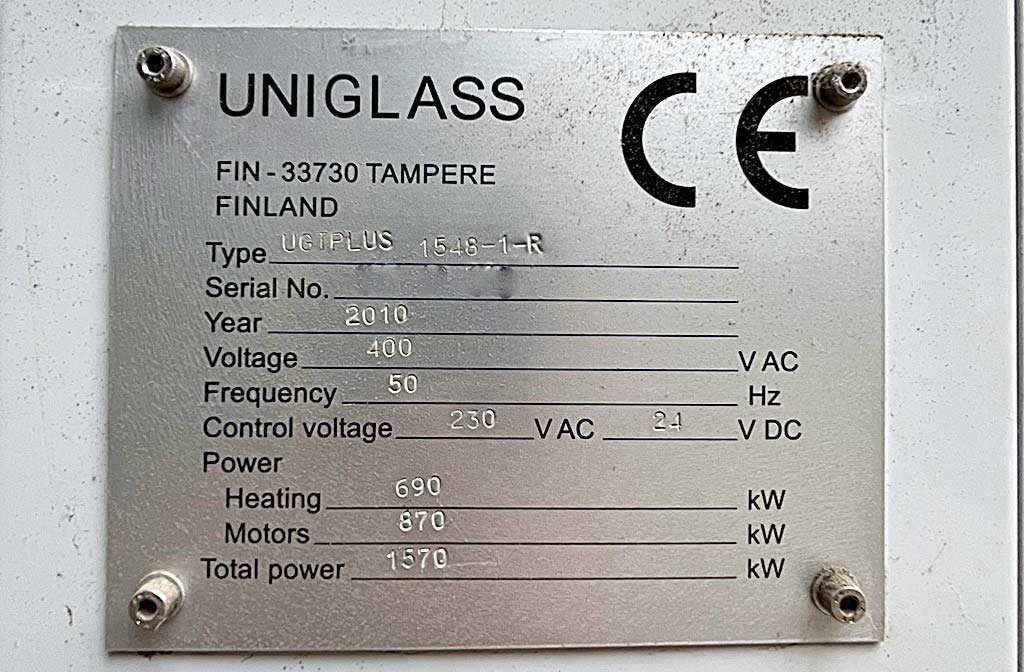 UNIGLASS CE
FIN - 33730 TAMPERE
FINLAND
Type UGTPLUS 1548-1-R
Serial No.
Year 2010
Voltage 400 V AC
Frequency 50 Hz
Control voltage 230 V AC 24 V DC
Power
Heating 690 kW
Motors 870 kW
Total power 1570 kW